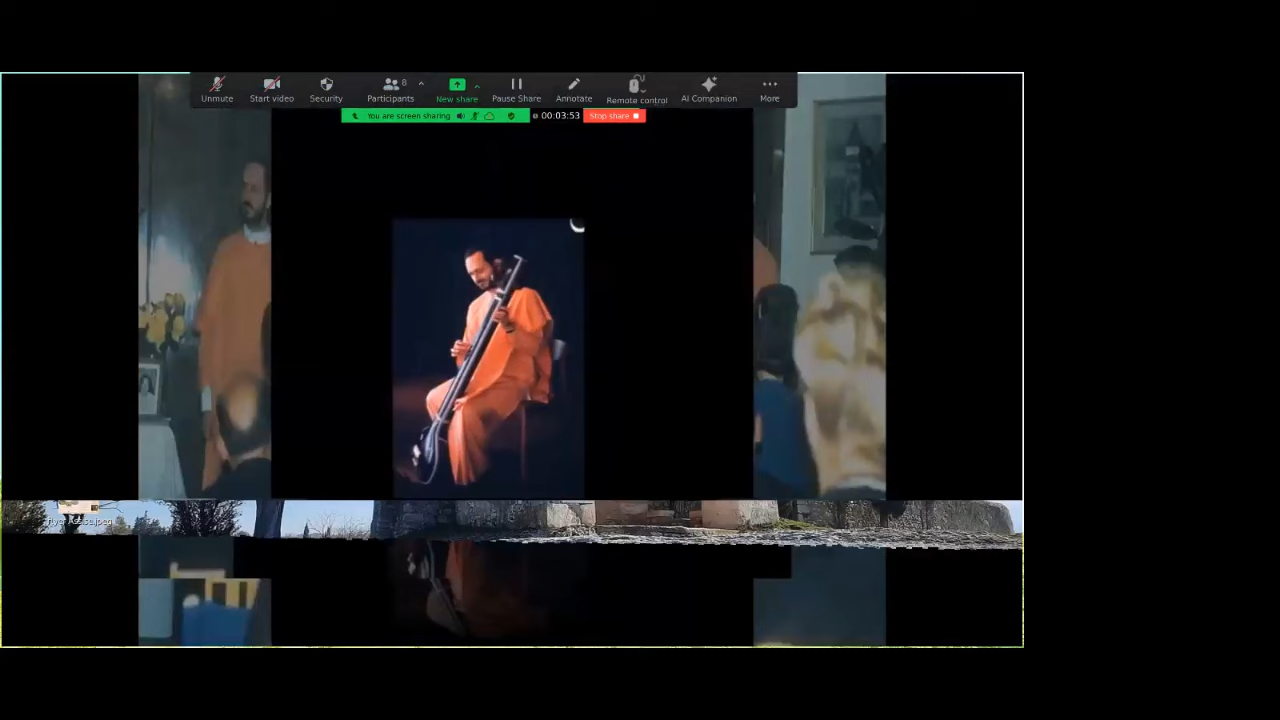 Unmute
Start video
Security
Participants 8
New share
Pause Share
Annotate
Remote control
AI Companion
More
You are screen sharing
00:03:53
Stop share